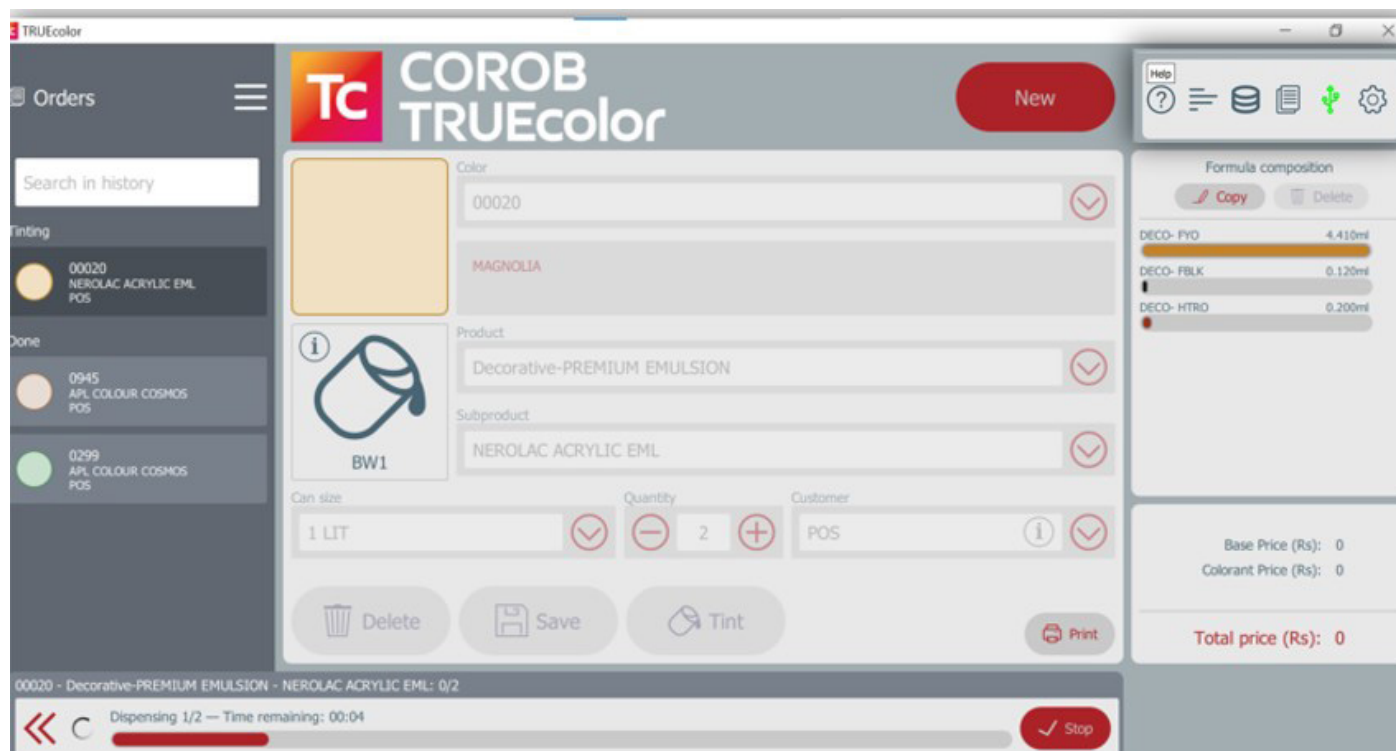 TRUEcolor
Orders
Search in history
Tinting
00020
NEROLAC ACRYLIC EML
POS
Done
0945
APL COLOUR COSMOS
POS
0299
APL COLOUR COSMOS
POS
Tc COROB
TRUEcolor
New
Color
00020
MAGNOLIA
Product
Decorative-PREMIUM EMULSION
Subproduct
NEROLAC ACRYLIC EML
BW1
Can size
1 LIT
Quantity
2
Customer
POS
Delete
Save
Tint
Print
Help
Formula composition
Copy
Delete
DECO- FYO 4.410ml
DECO- FBLK 0.120ml
DECO- HTRO 0.200ml
Base Price (Rs): 0
Colorant Price (Rs): 0
Total price (Rs): 0
00020 - Decorative-PREMIUM EMULSION - NEROLAC ACRYLIC EML: 0/2
Dispensing 1/2 — Time remaining: 00:04
Stop